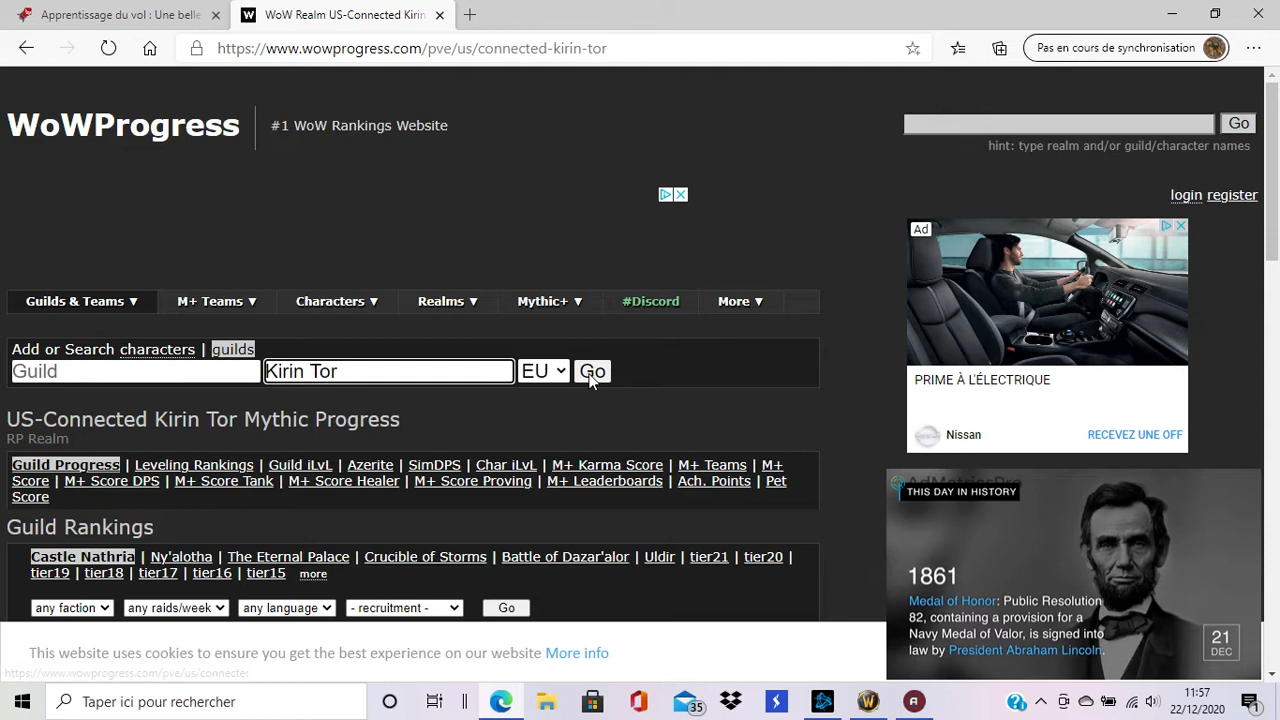 Apprentissage du vol : Une belle
WoW Realm US-Connected Kirin
https://www.wowprogress.com/pve/us/connected-kirin-tor
Pas en cours de synchronisation
WoWProgress
#1 WoW Rankings Website
Go
hint: type realm and/or guild/character names
login register
Guilds & Teams ▼ M+ Teams ▼ Characters ▼ Realms ▼ Mythic+ ▼ #Discord More ▼
Add or Search characters | guilds
Guild Kirin Tor EU Go
US-Connected Kirin Tor Mythic Progress
RP Realm
Guild Progress | Leveling Rankings | Guild iLvL | Azerite | SimDPS | Char iLvL | M+ Karma Score | M+ Teams | M+
Score | M+ Score DPS | M+ Score Tank | M+ Score Healer | M+ Score Proving | M+ Leaderboards | Ach. Points | Pet
Score
Guild Rankings
Castle Nathria | Ny'alotha | The Eternal Palace | Crucible of Storms | Battle of Dazar'alor | Uldir | tier21 | tier20 |
tier19 | tier18 | tier17 | tier16 | tier15 more
any faction any raids/week any language - recruitment - Go
Ad
PRIME À L'ÉLECTRIQUE
Nissan
RECEVEZ UNE OFF
THIS DAY IN HISTORY
1861
Medal of Honor: Public Resolution
82, containing a provision for a
Navy Medal of Valor, is signed into
law by President Abraham Lincoln.
21
DEC
This website uses cookies to ensure you get the best experience on our website More info
https://www.wowprogress.com/pve/us/connected
Taper ici pour rechercher
35
11:57
22/12/2020
1